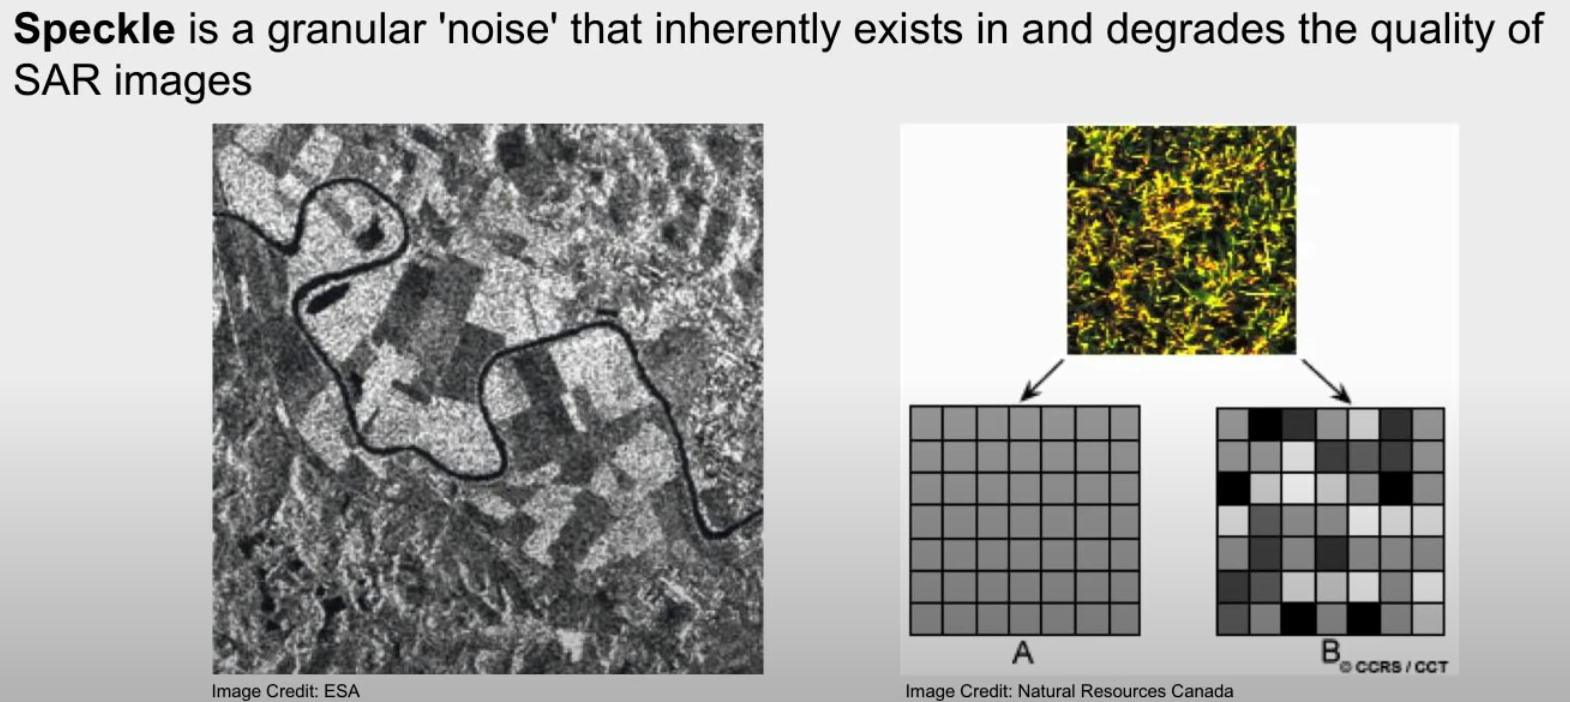 Speckle is a granular 'noise' that inherently exists in and degrades the quality of
SAR images
A
B
© CCRS / CCT
Image Credit: ESA
Image Credit: Natural Resources Canada